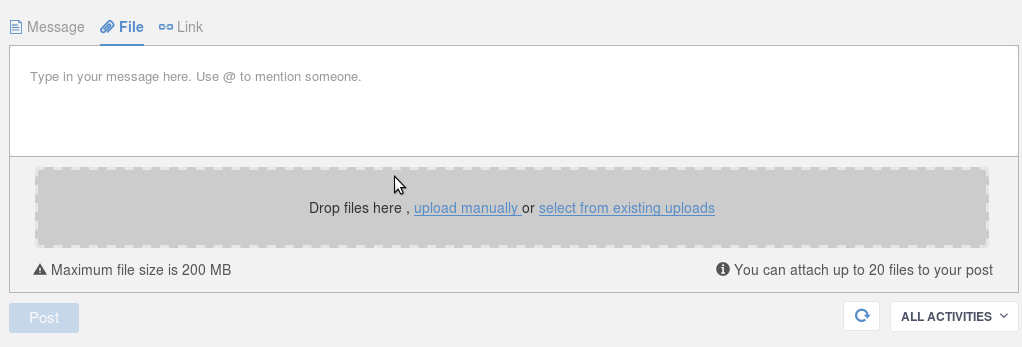 Message File Link
Type in your message here. Use @ to mention someone.
Drop files here , upload manually or select from existing uploads
Maximum file size is 200 MB You can attach up to 20 files to your post
Post ALL ACTIVITIES